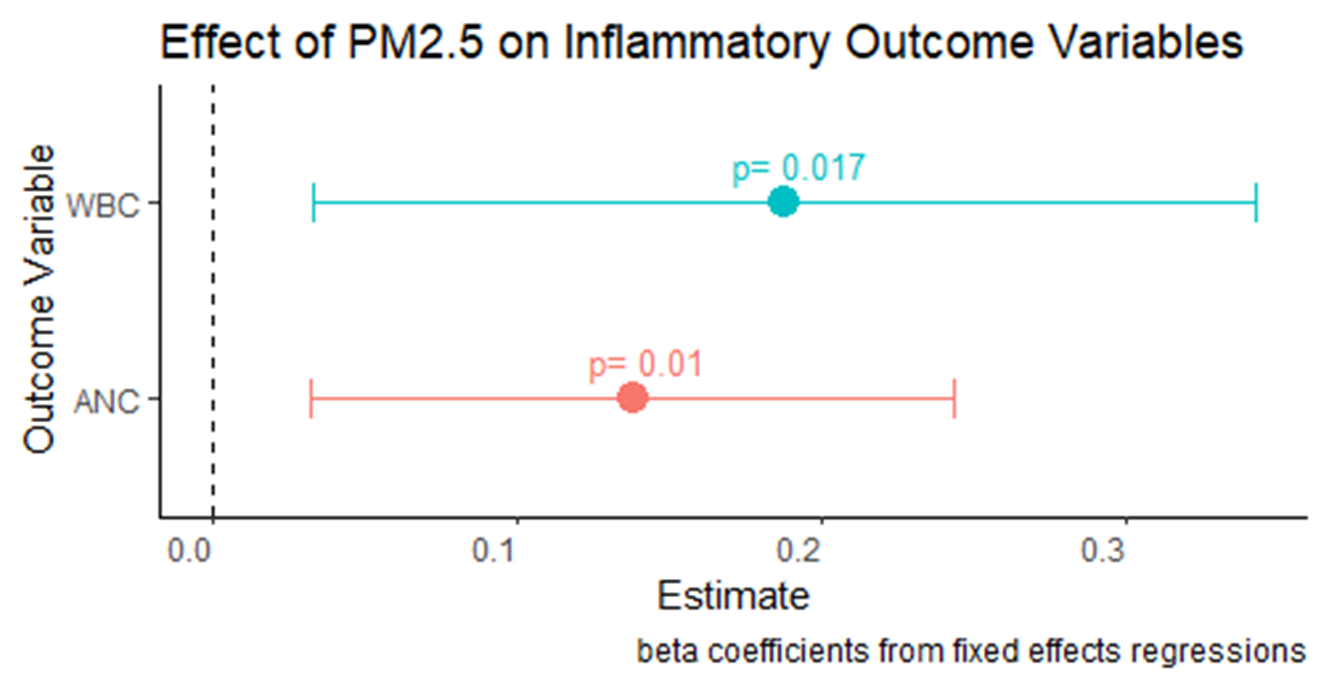 Effect of PM2.5 on Inflammatory Outcome Variables
Outcome Variable
WBC
p= 0.017
ANC
p= 0.01
0.0 0.1 0.2 0.3
Estimate
beta coefficients from fixed effects regressions